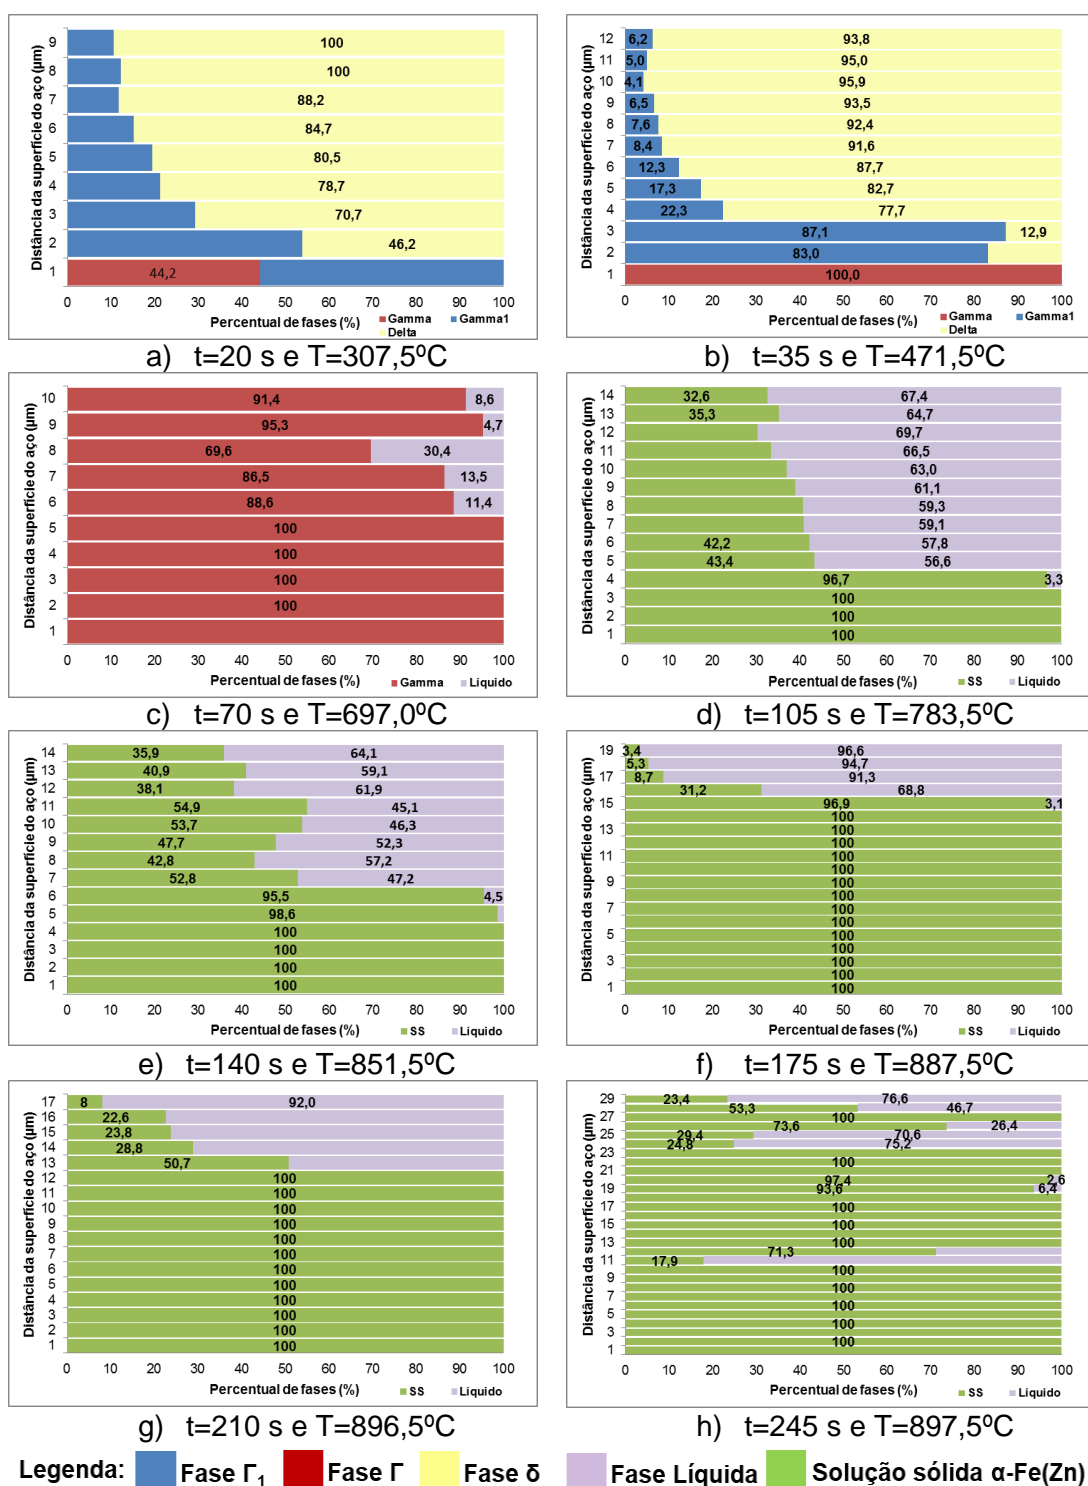 Distância da superfície do aço (µm)
9 100
8 100
7 88,2
6 84,7
5 80,5
4 78,7
3 70,7
2 46,2
1 44,2
0 10 20 30 40 50 60 70 80 90 100
Percentual de fases (%) Gamma Gamma1
Delta
a) t=20 s e T=307,5ºC
Distância da superfície do aço (µm)
12 6,2 93,8
11 5,0 95,0
10 4,1 95,9
9 6,5 93,5
8 7,6 92,4
7 8,4 91,6
6 12,3 87,7
5 17,3 82,7
4 22,3 77,7
3 87,1 12,9
2 83,0
1 100,0
0 10 20 30 40 50 60 70 80 90 100
Percentual de fases (%) Gamma Gamma1
Delta
b) t=35 s e T=471,5ºC
Distância da superfície do aço (µm)
10 91,4 8,6
9 95,3 4,7
8 69,6 30,4
7 86,5 13,5
6 88,6 11,4
5 100
4 100
3 100
2 100
1
0 10 20 30 40 50 60 70 80 90 100
Percentual de fases (%) Gamma Liquido
c) t=70 s e T=697,0ºC
Distância da superfície do aço (µm)
14 32,6 67,4
13 35,3 64,7
12 69,7
11 66,5
10 63,0
9 61,1
8 59,3
7 59,1
6 42,2 57,8
5 43,4 56,6
4 96,7 3,3
3 100
2 100
1 100
0 10 20 30 40 50 60 70 80 90 100
Percentual de fases (%) SS Liquido
d) t=105 s e T=783,5ºC
Distância da superfície do aço (µm)
14 35,9 64,1
13 40,9 59,1
12 38,1 61,9
11 54,9 45,1
10 53,7 46,3
9 47,7 52,3
8 42,8 57,2
7 52,8 47,2
6 95,5 4,5
5 98,6
4 100
3 100
2 100
1 100
0 10 20 30 40 50 60 70 80 90 100
Percentual de fases (%) SS Liquido
e) t=140 s e T=851,5ºC
Distância da superfície do aço (µm)
19 3,4 96,6
5,3 94,7
17 8,7 91,3
31,2 68,8
15 96,9 3,1
100
13 100
100
11 100
100
9 100
100
7 100
100
5 100
100
3 100
100
1 100
0 10 20 30 40 50 60 70 80 90 100
Percentual de fases (%) SS Liquido
f) t=175 s e T=887,5ºC
Distância da superfície do aço (µm)
17 8 92,0
16 22,6
15 23,8
14 28,8
13 50,7
12 100
11 100
10 100
9 100
8 100
7 100
6 100
5 100
4 100
3 100
2 100
1 100
0 10 20 30 40 50 60 70 80 90 100
Percentual de fases (%) SS Liquido
g) t=210 s e T=896,5ºC
Distância da superfície do aço (µm)
29 23,4 76,6
53,3 46,7
27 100
73,6 26,4
25 29,4 70,6
24,8 75,2
23
100
21
97,4 2,6
19 93,6 6,4
17 100
15 100
13 100
71,3
11 17,9
100
9
100
7
100
5
100
3
100
1
0 10 20 30 40 50 60 70 80 90 100
Percentual de fases (%) SS Liquido
h) t=245 s e T=897,5ºC
Legenda: Fase Γ1 Fase Γ Fase δ Fase Líquida Solução sólida α-Fe(Zn)